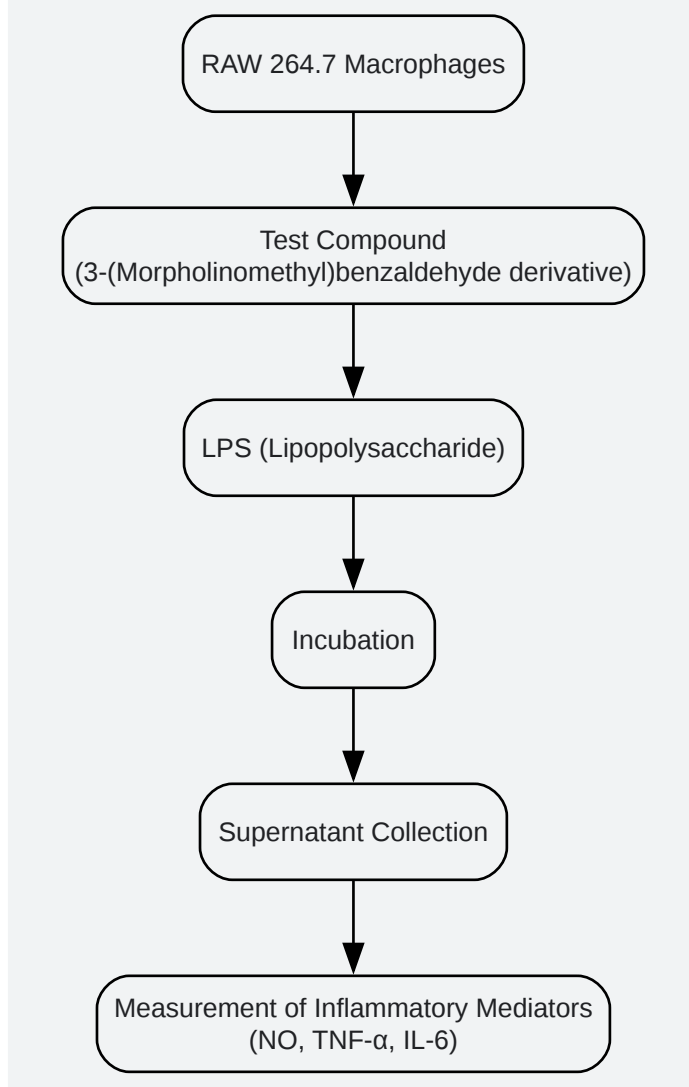 RAW 264.7 Macrophages
Test Compound
(3-(Morpholinomethyl)benzaldehyde derivative)
LPS (Lipopolysaccharide)
Incubation
Supernatant Collection
Measurement of Inflammatory Mediators
(NO, TNF-α, IL-6)